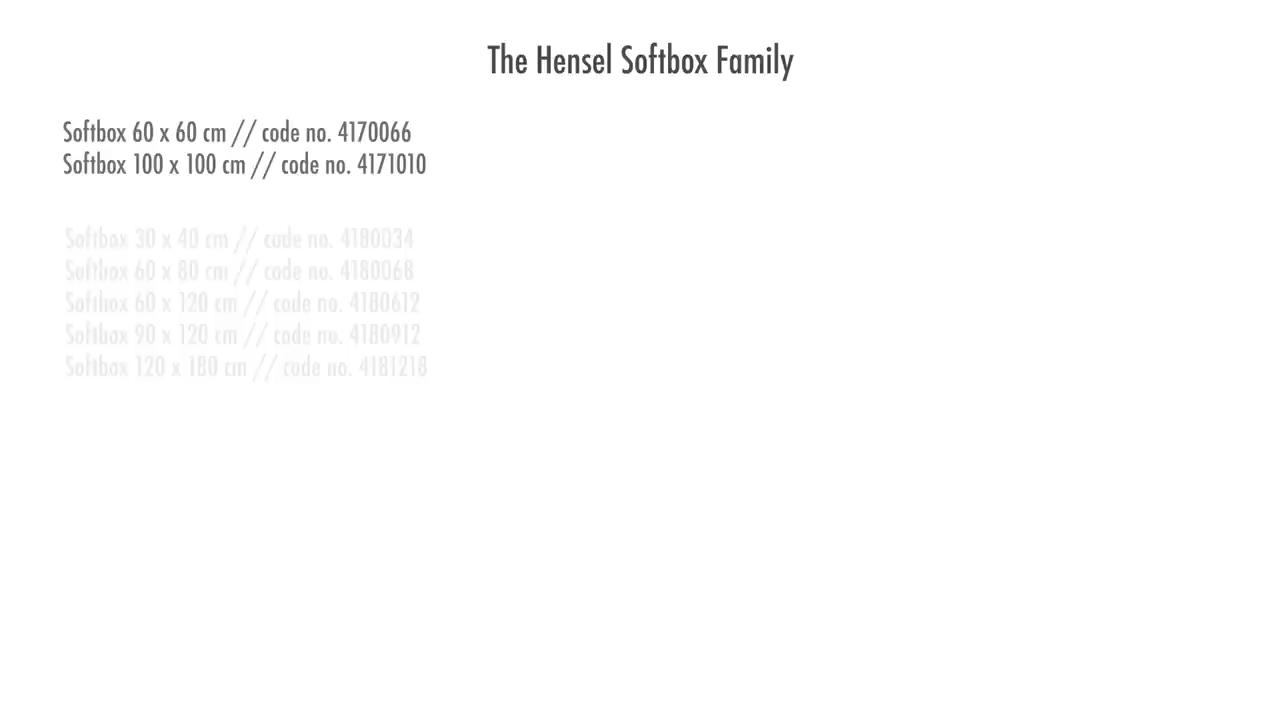 The Hensel Softbox Family
Softbox 60 x 60 cm // code no. 4170066
Softbox 100 x 100 cm // code no. 4171010
Softbox 30 x 40 cm // code no. 4180034
Softbox 60 x 80 cm // code no. 4180068
Softbox 60 x 120 cm // code no. 4180612
Softbox 90 x 120 cm // code no. 4180912
Softbox 120 x 180 cm // code no. 4181218